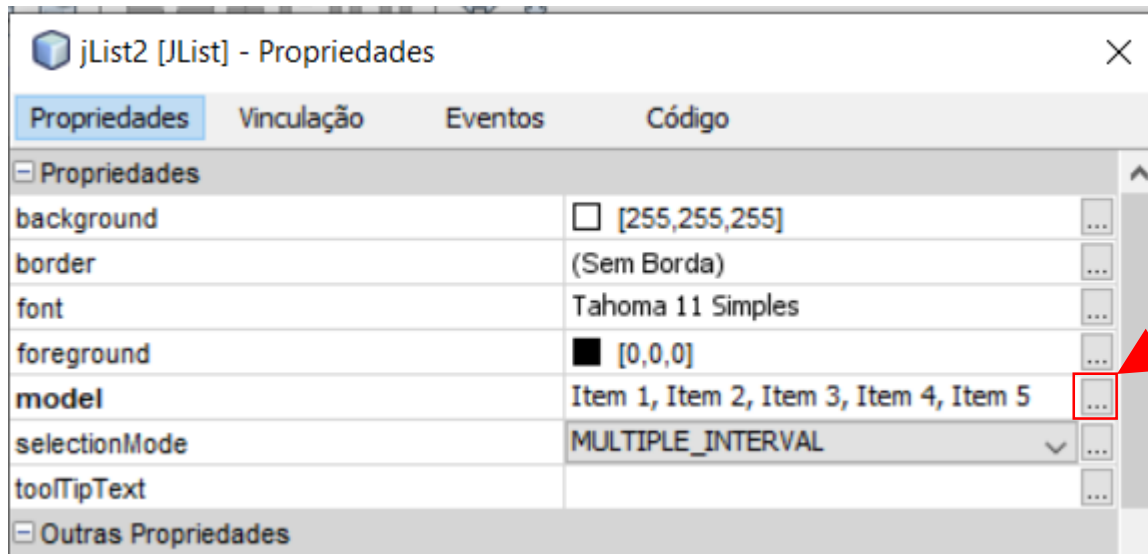 jList2 [JList] - Propriedades
Propriedades Vinculação Eventos Código
Propriedades
background [255,255,255] ...
border (Sem Borda) ...
font Tahoma 11 Simples ...
foreground [0,0,0] ...
model Item 1, Item 2, Item 3, Item 4, Item 5 ...
selectionMode MULTIPLE_INTERVAL ...
toolTipText ...
Outras Propriedades